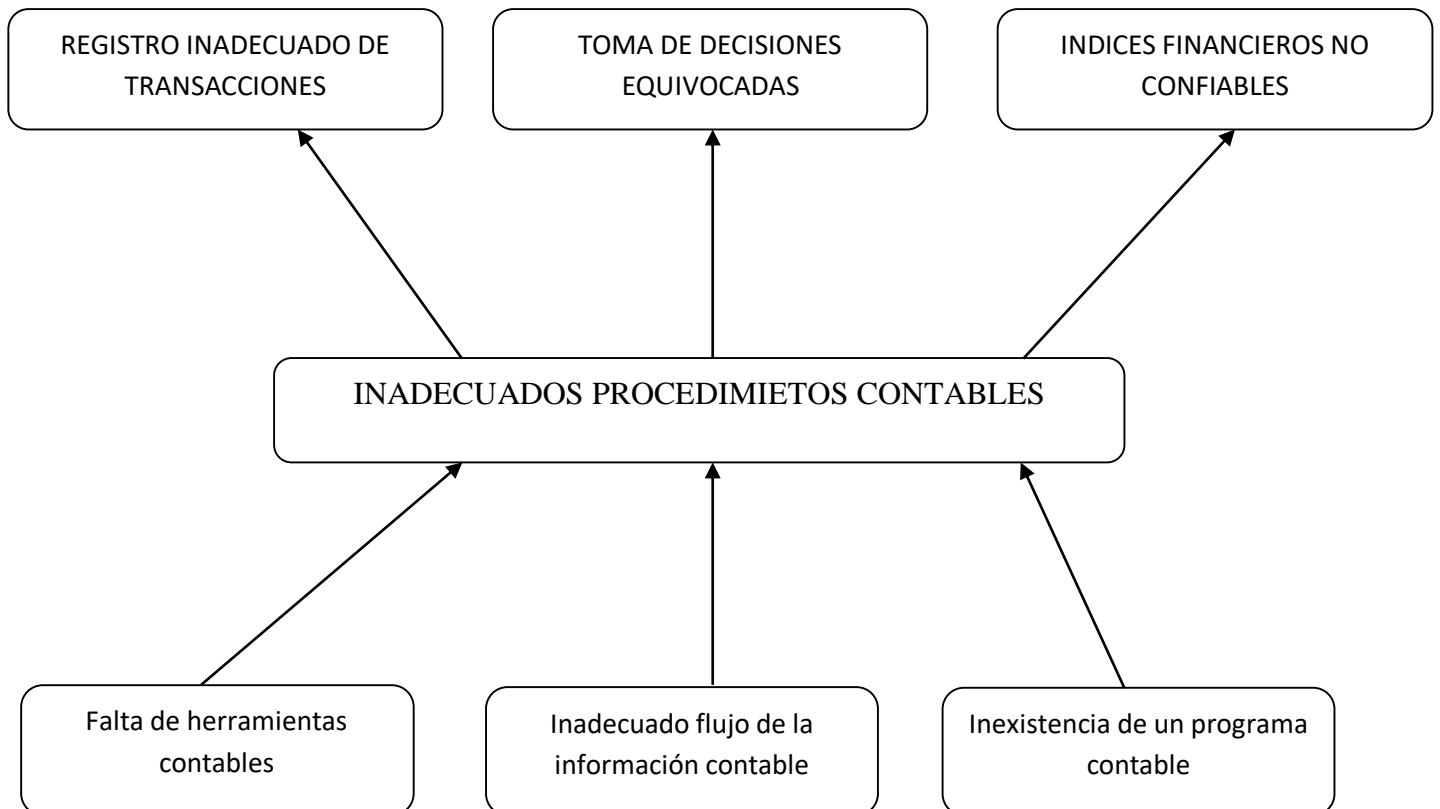 REGISTRO INADECUADO DE
TRANSACCIONES
TOMA DE DECISIONES
EQUIVOCADAS
INDICES FINANCIEROS NO
CONFIABLES
INADECUADOS PROCEDIMIETOS CONTABLES
Falta de herramientas
contables
Inadecuado flujo de la
información contable
Inexistencia de un programa
contable